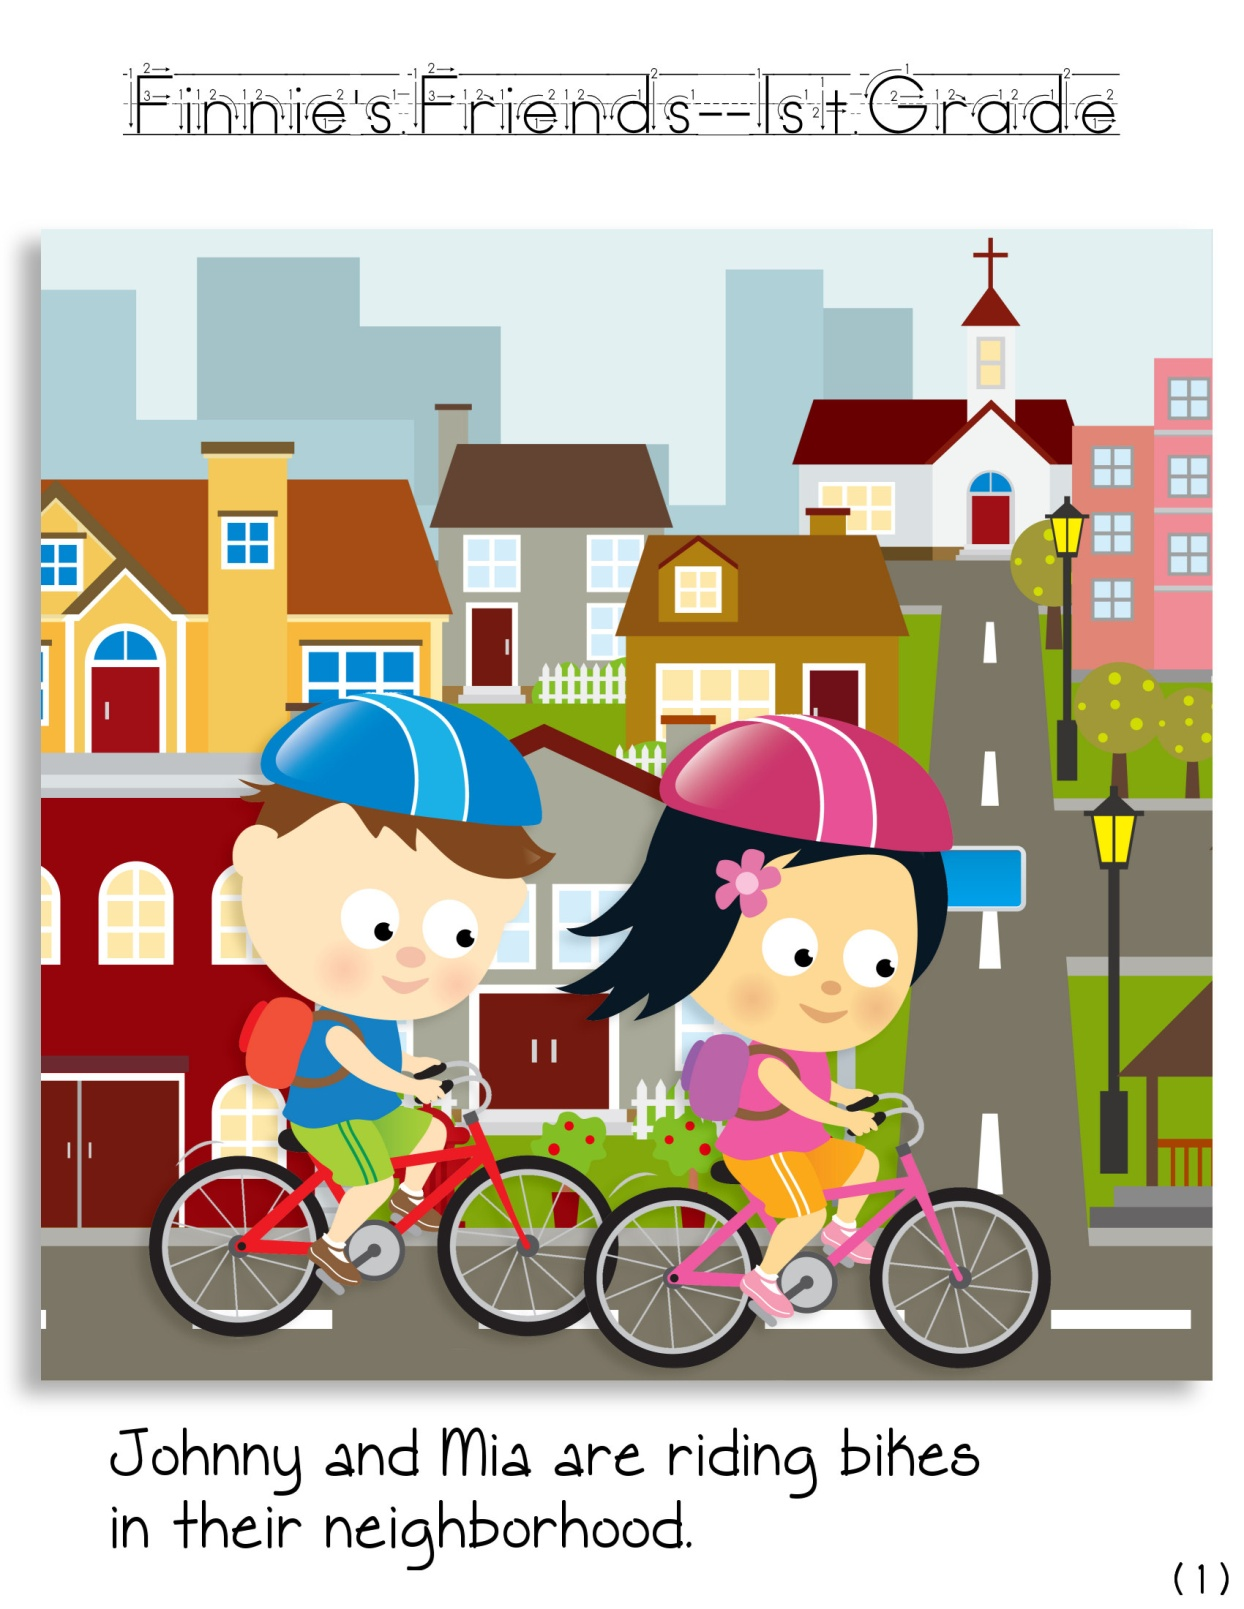 Finnie's Friends--1st Grade
Johnny and Mia are riding bikes
in their neighborhood.
(1)